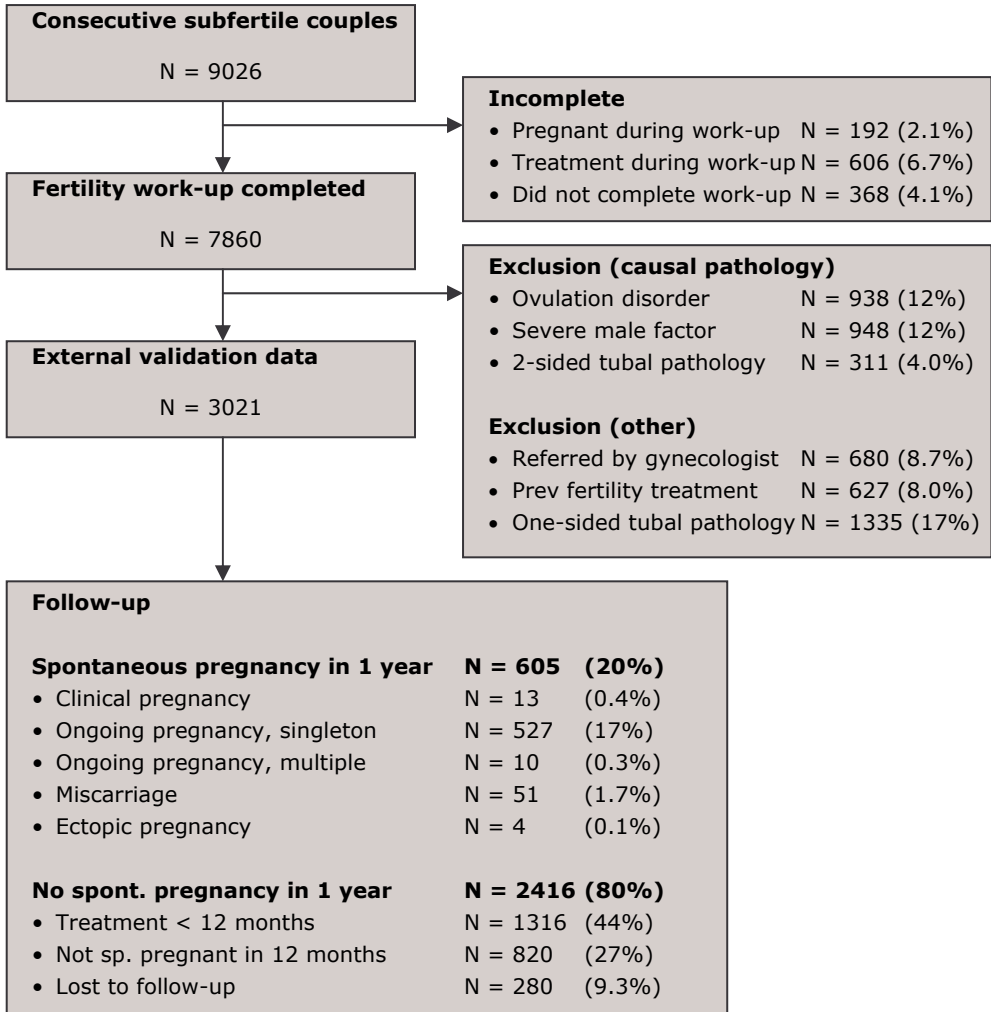 Consecutive subfertile couples
N = 9026
Incomplete
• Pregnant during work-up N = 192 (2.1%)
• Treatment during work-up N = 606 (6.7%)
• Did not complete work-up N = 368 (4.1%)
Fertility work-up completed
N = 7860
Exclusion (causal pathology)
• Ovulation disorder N = 938 (12%)
• Severe male factor N = 948 (12%)
• 2-sided tubal pathology N = 311 (4.0%)
Exclusion (other)
• Referred by gynecologist N = 680 (8.7%)
• Prev fertility treatment N = 627 (8.0%)
• One-sided tubal pathology N = 1335 (17%)
External validation data
N = 3021
Follow-up
Spontaneous pregnancy in 1 year N = 605 (20%)
• Clinical pregnancy N = 13 (0.4%)
• Ongoing pregnancy, singleton N = 527 (17%)
• Ongoing pregnancy, multiple N = 10 (0.3%)
• Miscarriage N = 51 (1.7%)
• Ectopic pregnancy N = 4 (0.1%)
No spont. pregnancy in 1 year N = 2416 (80%)
• Treatment < 12 months N = 1316 (44%)
• Not sp. pregnant in 12 months N = 820 (27%)
• Lost to follow-up N = 280 (9.3%)